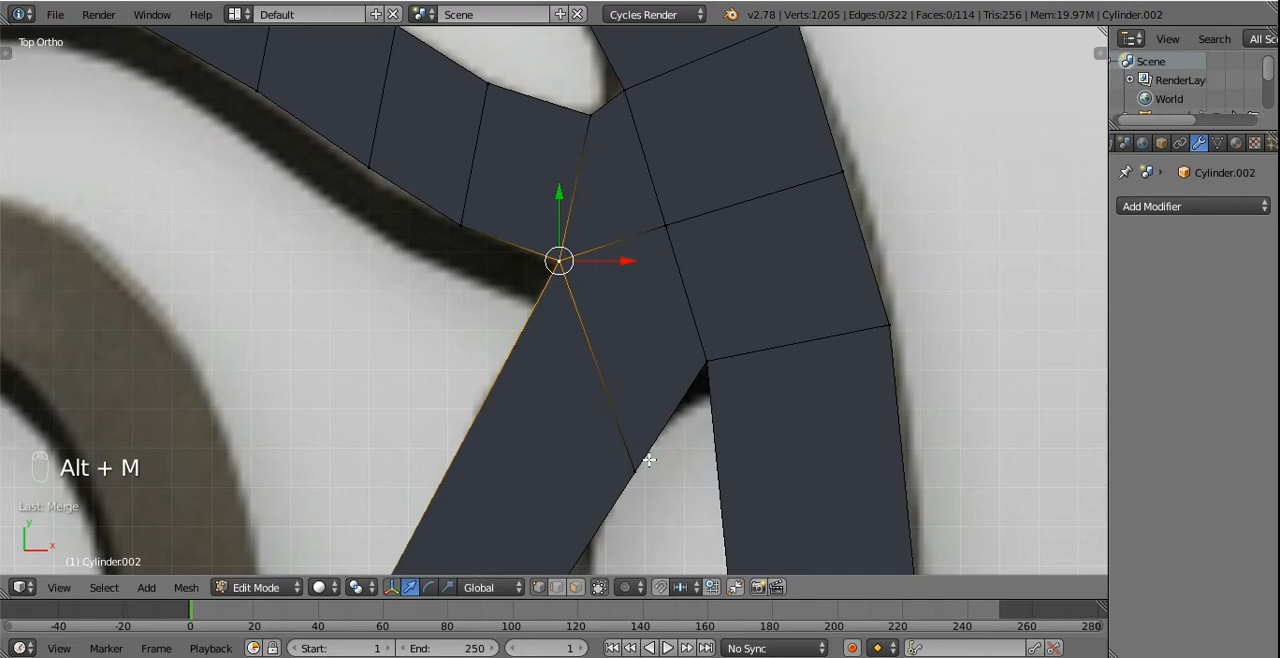 File Render Window Help Default Scene Cycles Render v2.78 | Verts:1/205 | Edges:0/322 | Faces:0/114 | Tris:256 | Mem:19.97M | Cylinder.002
Top Ortho
View Search All Sc
Scene
RenderLay
World
Cylinder.002
Add Modifier
Alt + M
Last: Merge
y
x
(1) Cylinder.002
View Select Add Mesh Edit Mode Global
-40 -20 0 20 40 60 80 100 120 140 160 180 200 220 240 260 280
View Marker Frame Playback Start: 1 End: 250 1 No Sync